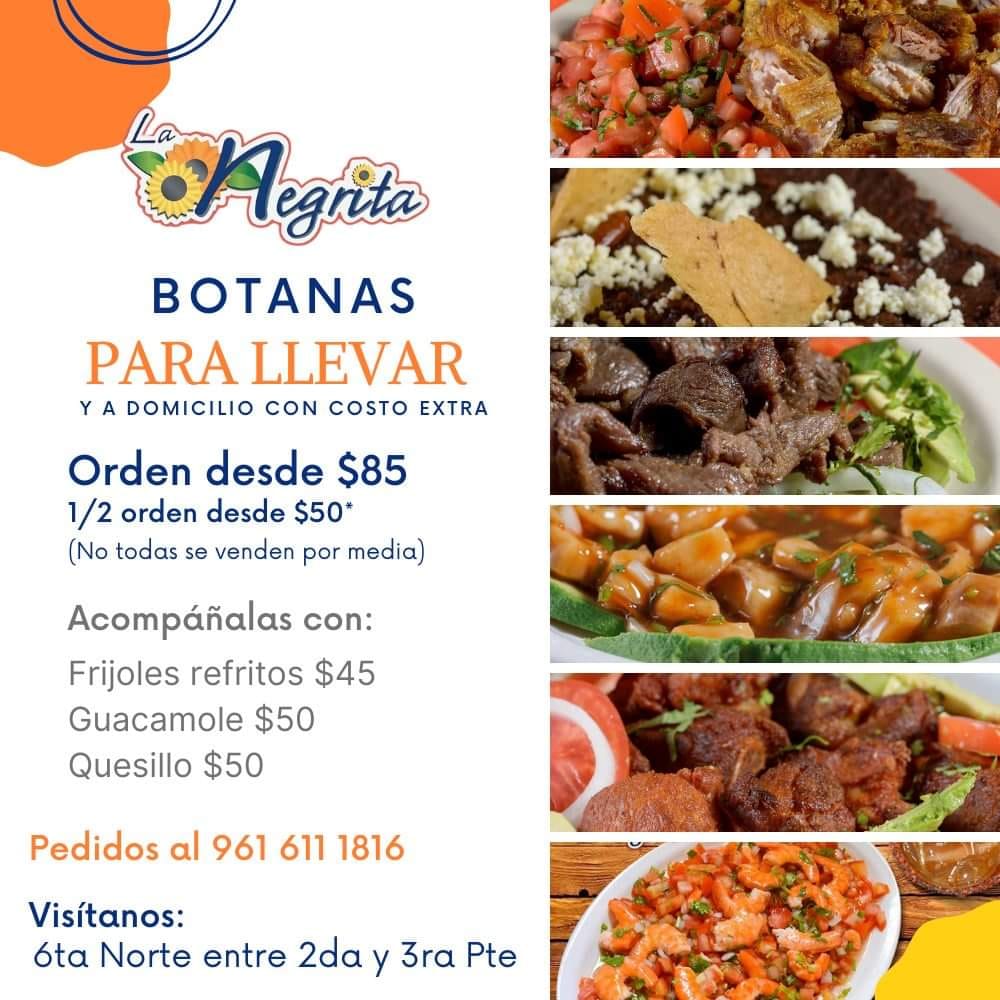 La
Negrita
BOTANAS
PARA LLEVAR
Y A DOMICILIO CON COSTO EXTRA
Orden desde $85
1/2 orden desde $50*
(No todas se venden por media)
Acompáñalas con:
Frijoles refritos $45
Guacamole $50
Quesillo $50
Pedidos al 961 611 1816
Visítanos:
6ta Norte entre 2da y 3ra Pte